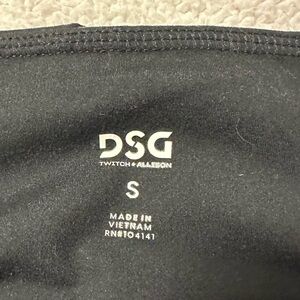 DSG
TWITCH + ALLISON
S
MADE IN
VIETNAM
RN#104141